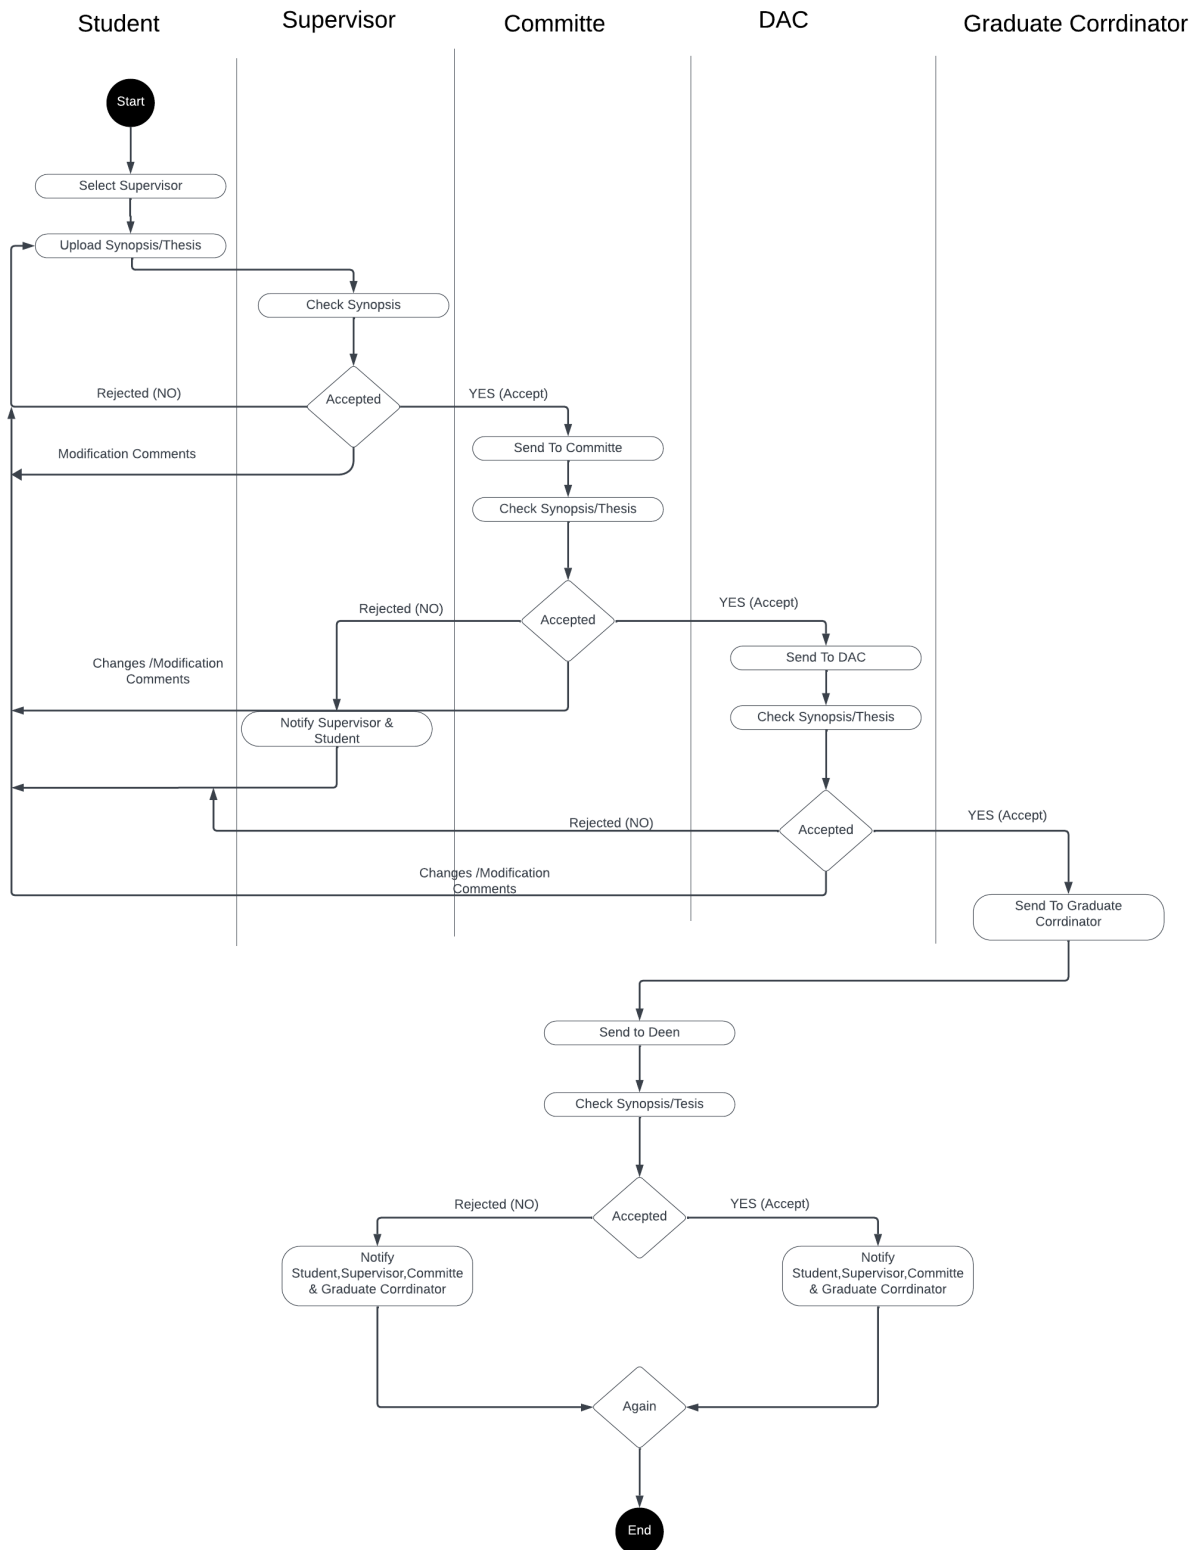 Student
Supervisor
Committe
DAC
Graduate Corrdinator
Start
Select Supervisor
Upload Synopsis/Thesis
Check Synopsis
Rejected (NO)
Accepted
YES (Accept)
Modification Comments
Send To Committe
Check Synopsis/Thesis
Rejected (NO)
Accepted
YES (Accept)
Changes /Modification
Comments
Send To DAC
Notify Supervisor &
Student
Check Synopsis/Thesis
Rejected (NO)
Accepted
YES (Accept)
Changes /Modification
Comments
Send To Graduate
Corrdinator
Send to Deen
Check Synopsis/Tesis
Rejected (NO)
Accepted
YES (Accept)
Notify
Student,Supervisor,Committe
& Graduate Corrdinator
Notify
Student,Supervisor,Committe
& Graduate Corrdinator
Again
End